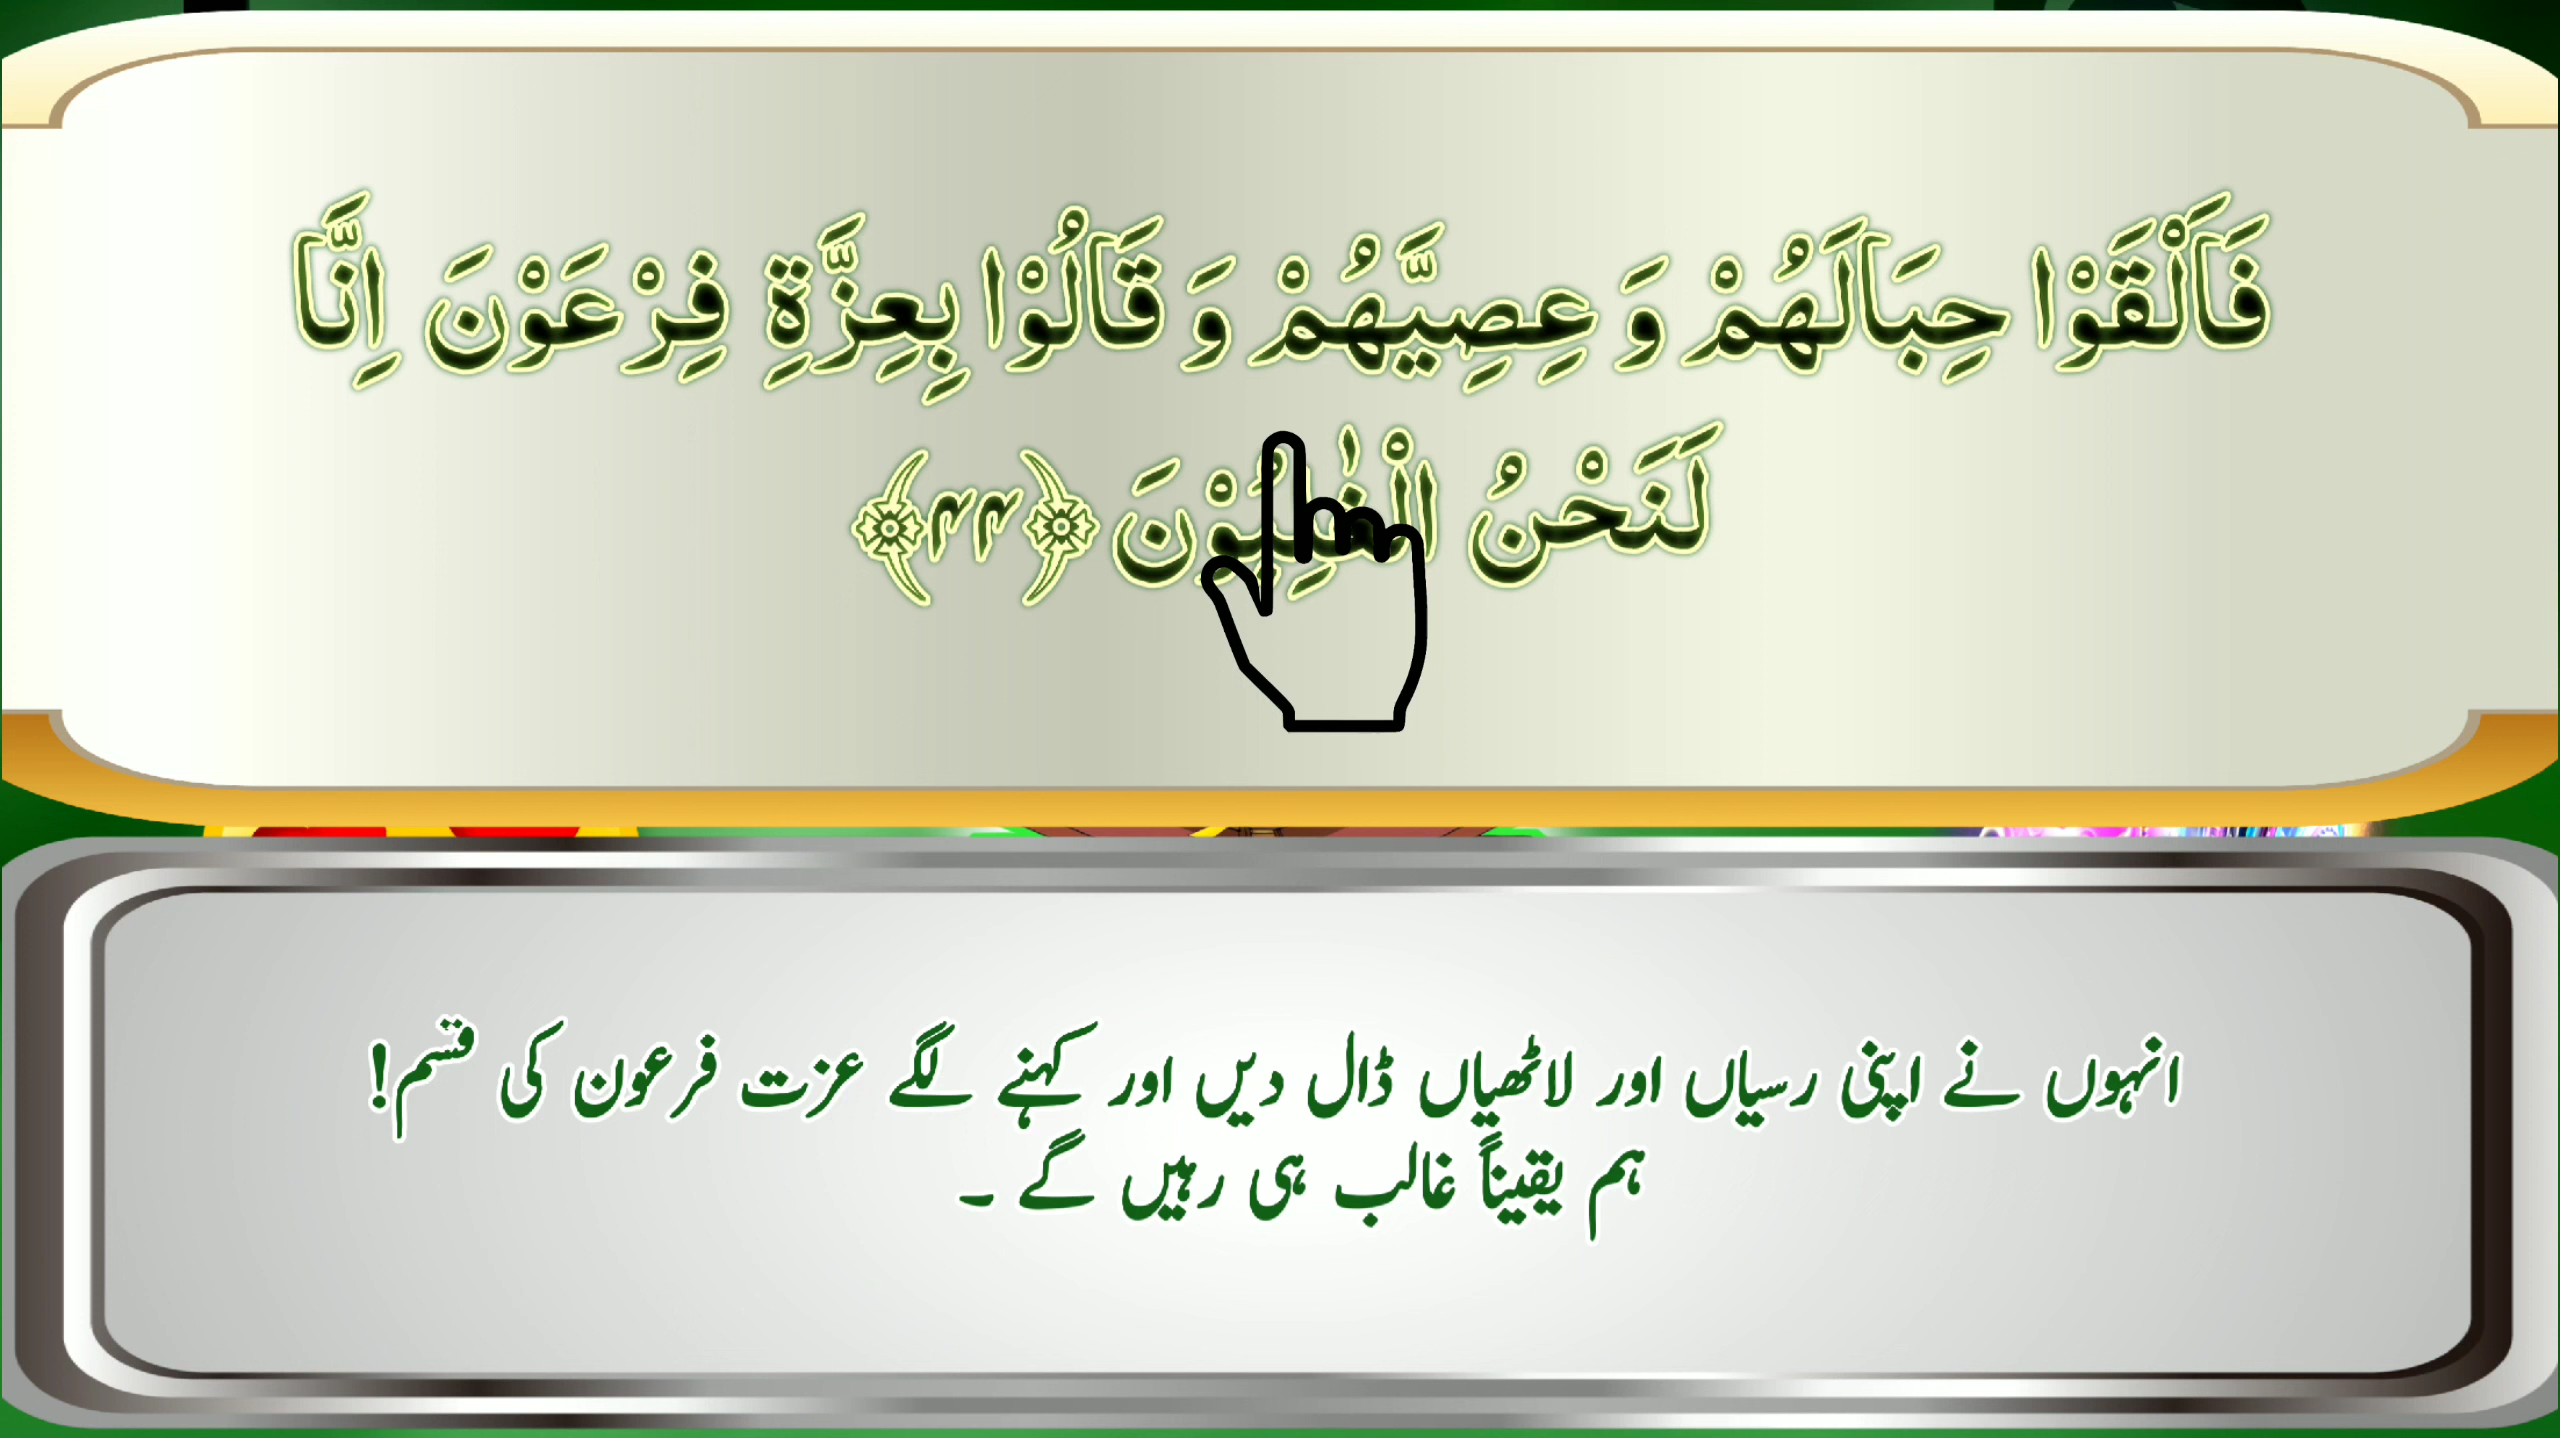 فَاَلْقَوْا حِبَالَهُمْ وَ عِصِیَّهُمْ وَ قَالُوْا بِعِزَّةِ فِرْعَوْنَ اِنَّا
لَنَحْنُ الْغٰلِبُوْنَ ﴿۴۴﴾
انہوں نے اپنی رسیاں اور لاٹھیاں ڈال دیں اور کہنے لگے عزت فرعون کی قسم!
ہم یقیناً غالب ہی رہیں گے ۔